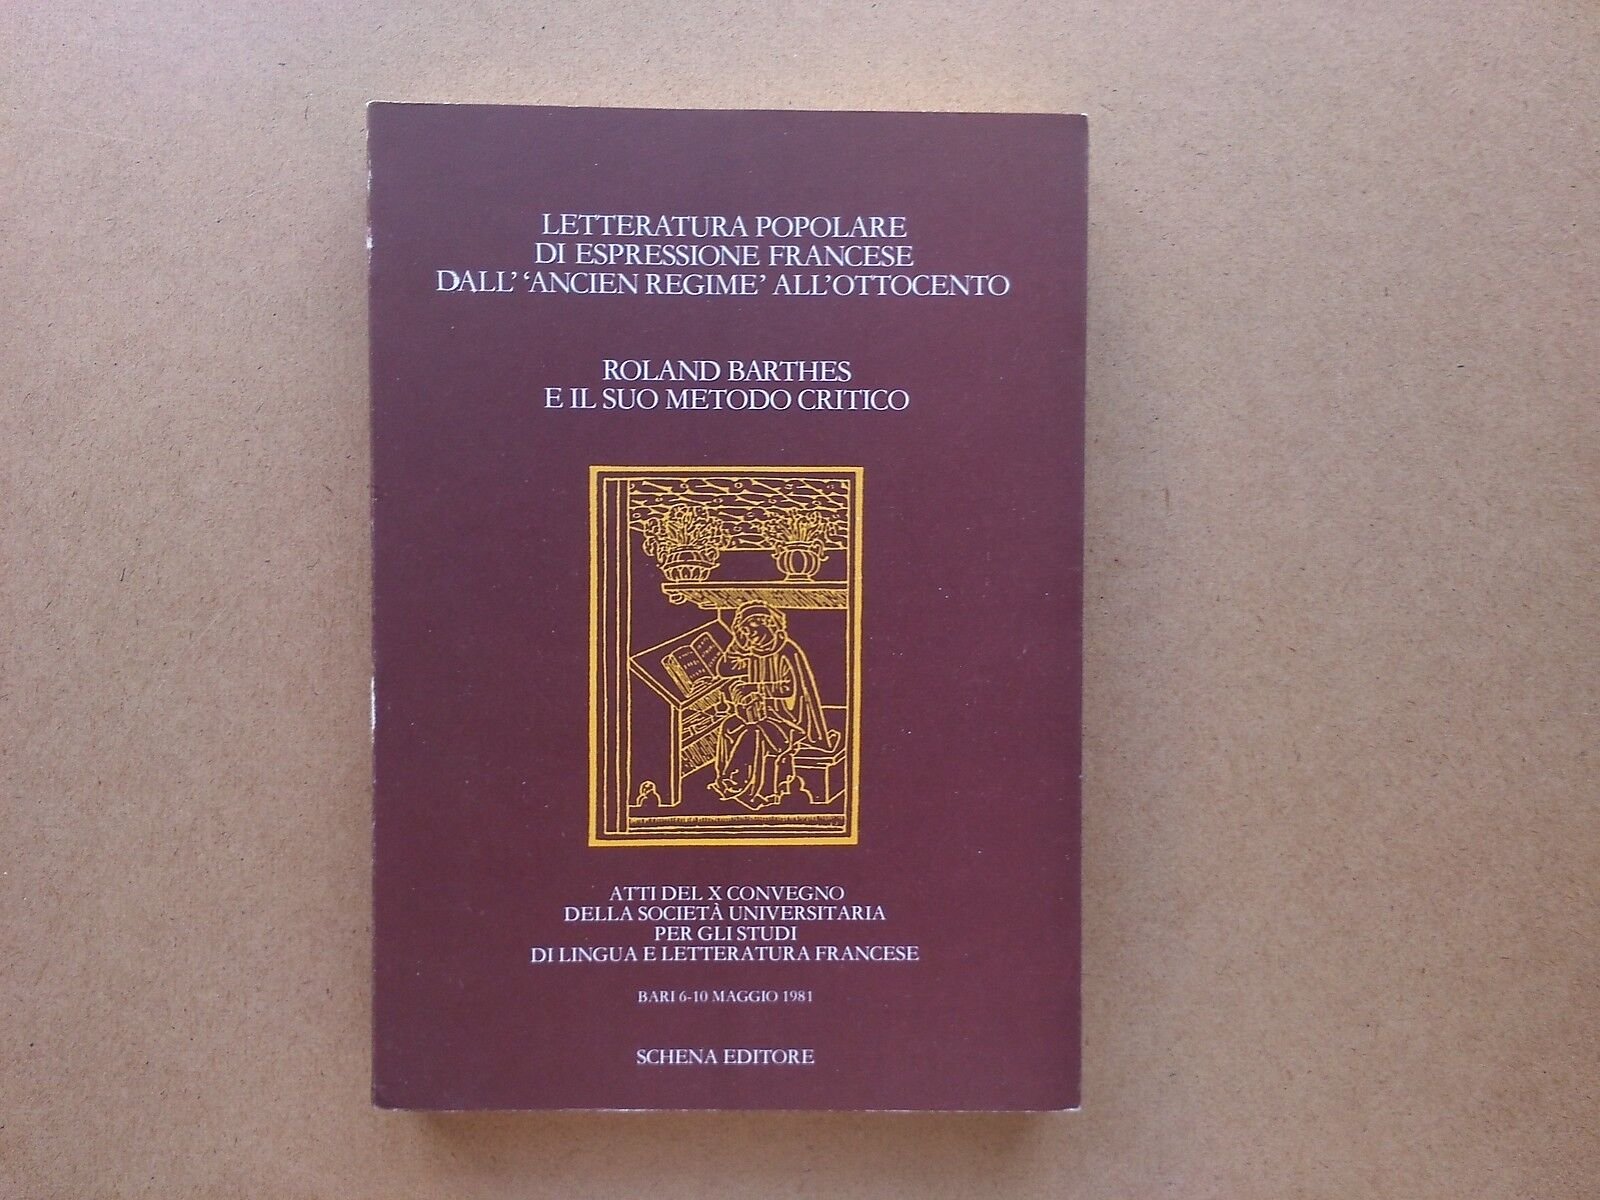 LETTERATURA POPOLARE
DI ESPRESSIONE FRANCESE
DALL' 'ANCIEN REGIME' ALL'OTTOCENTO
ROLAND BARTHES
E IL SUO METODO CRITICO
ATTI DEL X CONVEGNO
DELLA SOCIETÀ UNIVERSITARIA
PER GLI STUDI
DI LINGUA E LETTERATURA FRANCESE
BARI 6-10 MAGGIO 1981
SCHENA EDITORE